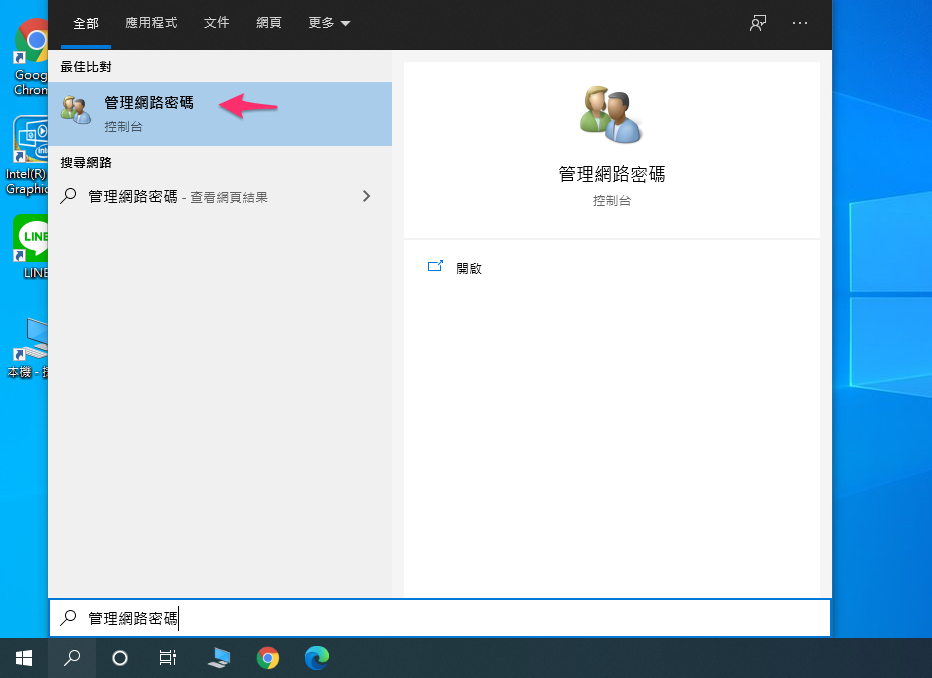 全部 應用程式 文件 網頁 更多
最佳比對
管理網路密碼
控制台
搜尋網路
管理網路密碼 - 查看網頁結果
管理網路密碼
控制台
開啟
Goog
Chron
Intel(R)
Graphic
LINE
LINE
本機 -
管理網路密碼